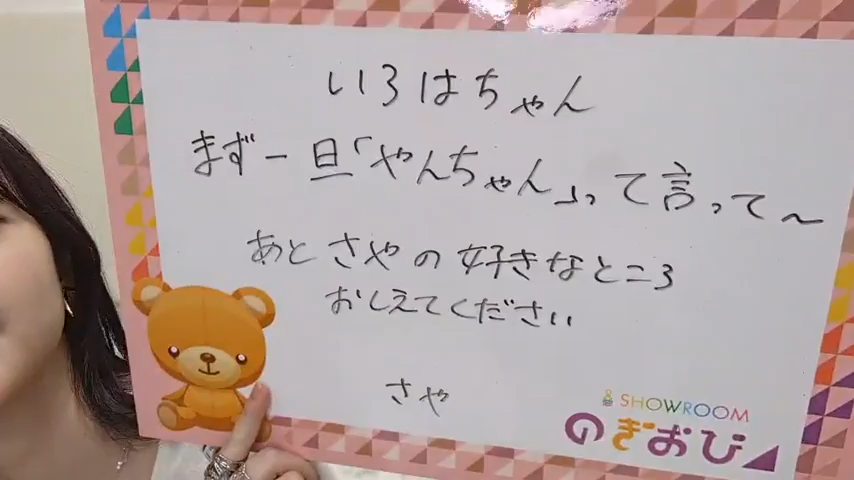 いろはちゃん
まず一旦「やんちゃん」って言って〜
あと さやの 好きなところ
おしえてください
さや
SHOWROOM
のぎおび